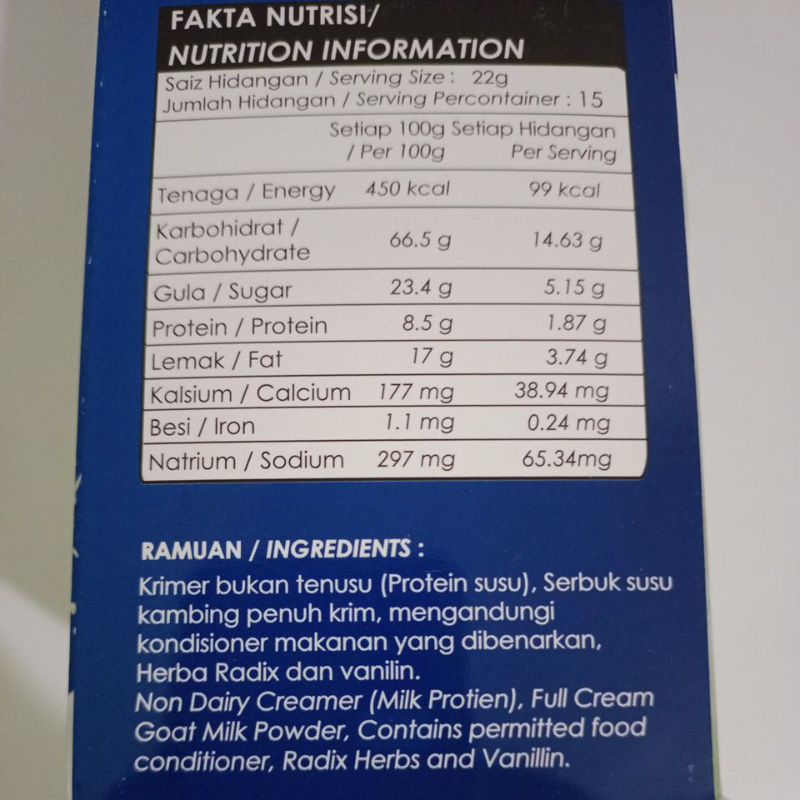 FAKTA NUTRISI/
NUTRITION INFORMATION
Saiz Hidangan / Serving Size : 22g
Jumlah Hidangan / Serving Percontainer : 15
Setiap 100g Setiap Hidangan
/ Per 100g Per Serving
Tenaga / Energy 450 kcal 99 kcal
Karbohidrat /
Carbohydrate 66.5 g 14.63 g
Gula / Sugar 23.4 g 5.15 g
Protein / Protein 8.5 g 1.87 g
Lemak / Fat 17 g 3.74 g
Kalsium / Calcium 177 mg 38.94 mg
Besi / Iron 1.1 mg 0.24 mg
Natrium / Sodium 297 mg 65.34mg
RAMUAN / INGREDIENTS :
Krimer bukan tenusu (Protein susu), Serbuk susu
kambing penuh krim, mengandungi
kondisioner makanan yang dibenarkan,
Herba Radix dan vanilin.
Non Dairy Creamer (Milk Protien), Full Cream
Goat Milk Powder, Contains permitted food
conditioner, Radix Herbs and Vanillin.